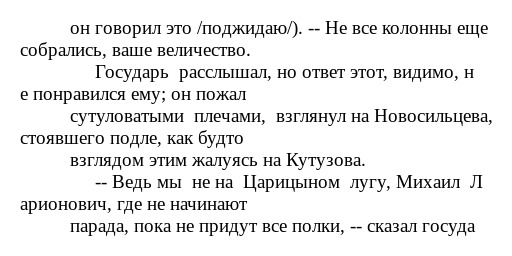 он говорил это /поджидаю/). -- Не все колонны еще
собрались, ваше величество.
Государь  расслышал, но ответ этот, видимо, н
е понравился ему; он пожал
сутуловатыми  плечами,  взглянул на Новосильцева,
стоявшего подле, как будто
взглядом этим жалуясь на Кутузова.
-- Ведь мы  не на  Царицыном  лугу, Михаил  Л
арионович, где не начинают
парада, пока не придут все полки, -- сказал госуда